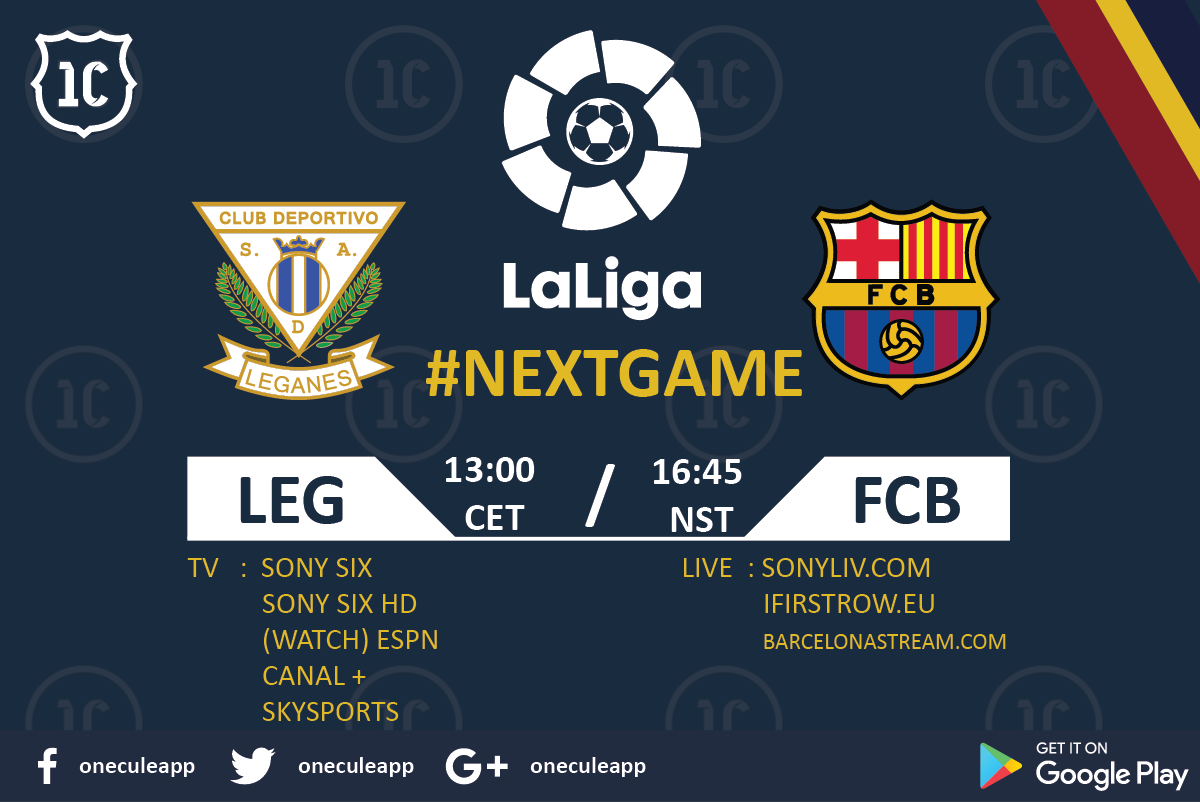 1C
CLUB DEPORTIVO
S. A.
D
LEGANES
LaLiga
FCB
#NEXTGAME
LEG
13:00
CET
/
16:45
NST
FCB
TV : SONY SIX
SONY SIX HD
(WATCH) ESPN
CANAL +
SKYSPORTS
LIVE : SONYLIV.COM
IFIRSTROW.EU
BARCELONASTREAM.COM
oneculeapp
oneculeapp
G+ oneculeapp
GET IT ON
Google Play